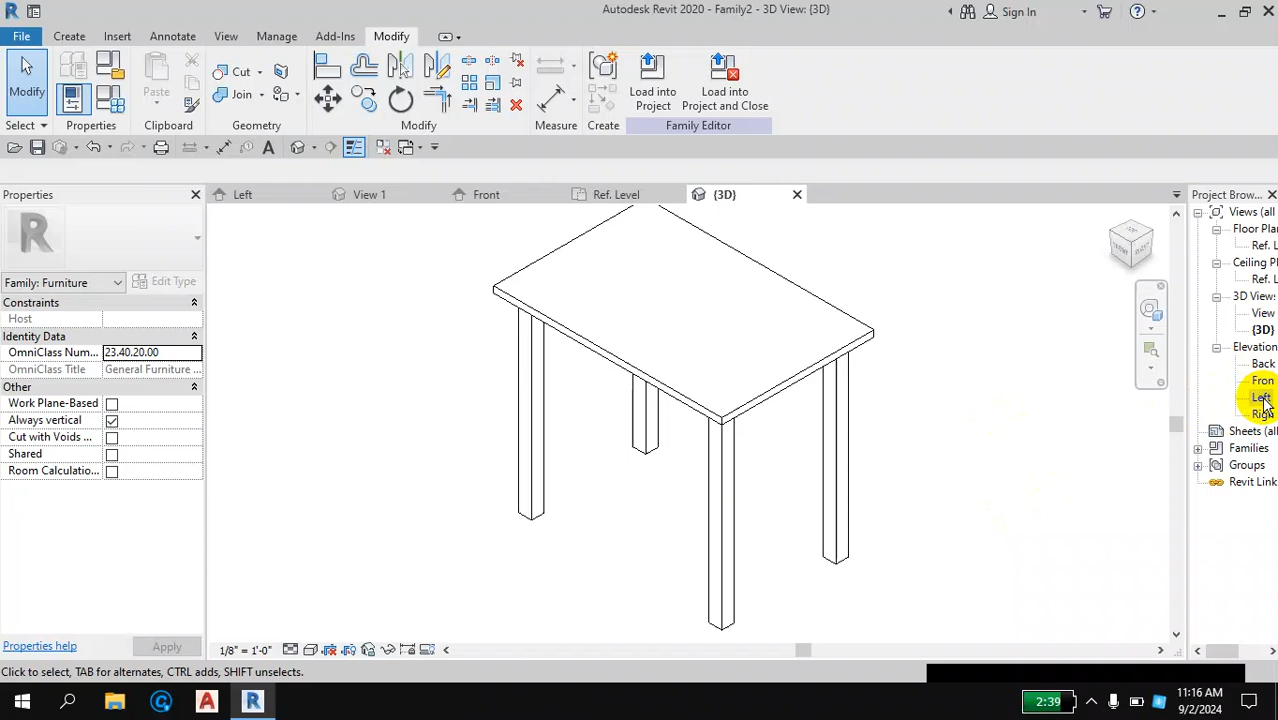 Autodesk Revit 2020 - Family2 - 3D View: {3D}
Sign In
File Create Insert Annotate View Manage Add-Ins Modify
Modify
Paste
Cut
Join
Load into Project
Load into Project and Close
Select Properties Clipboard Geometry Modify Measure Create Family Editor
Properties
Left View 1 Front Ref. Level {3D}
Project Brow...
Family: Furniture
Edit Type
Constraints
Host
Identity Data
OmniClass Num... 23.40.20.00
OmniClass Title General Furniture ...
Other
Work Plane-Based
Always vertical
Cut with Voids ...
Shared
Room Calculatio...
Properties help
Apply
Views (all
Floor Pla
Ref. L
Ceiling P
Ref. L
3D View:
View
{3D}
Elevation
Back
Fron
Left
Righ
Sheets (all
Families
Groups
Revit Link
1/8" = 1'-0"
Click to select, TAB for alternates, CTRL adds, SHIFT unselects.
2:39
11:16 AM
9/2/2024